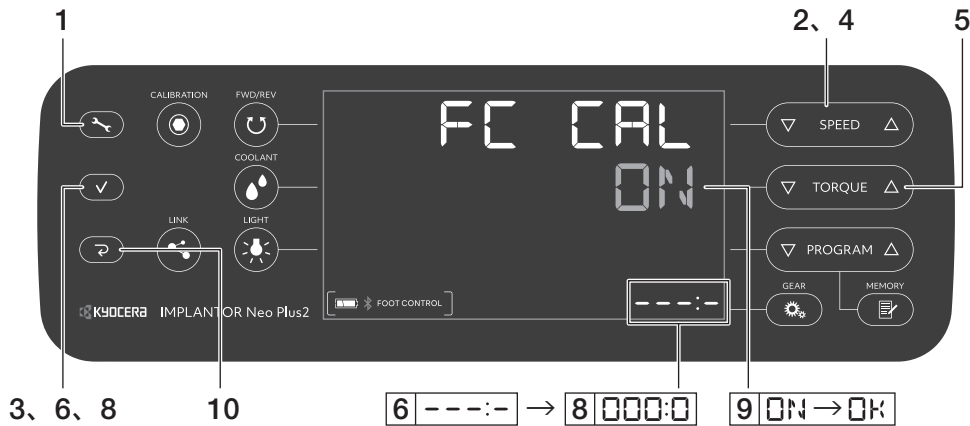 1
2、 4
5
CALIBRATION
FWD/REV
FC CAL
SPEED
COOLANT
ON
TORQUE
LINK
LIGHT
PROGRAM
GEAR
MEMORY
KYOCERA IMPLANTOR Neo Plus2
FOOT CONTROL
---:-
3、 6、 8
10
6 ---:- → 8 000:0
9 ON → OK